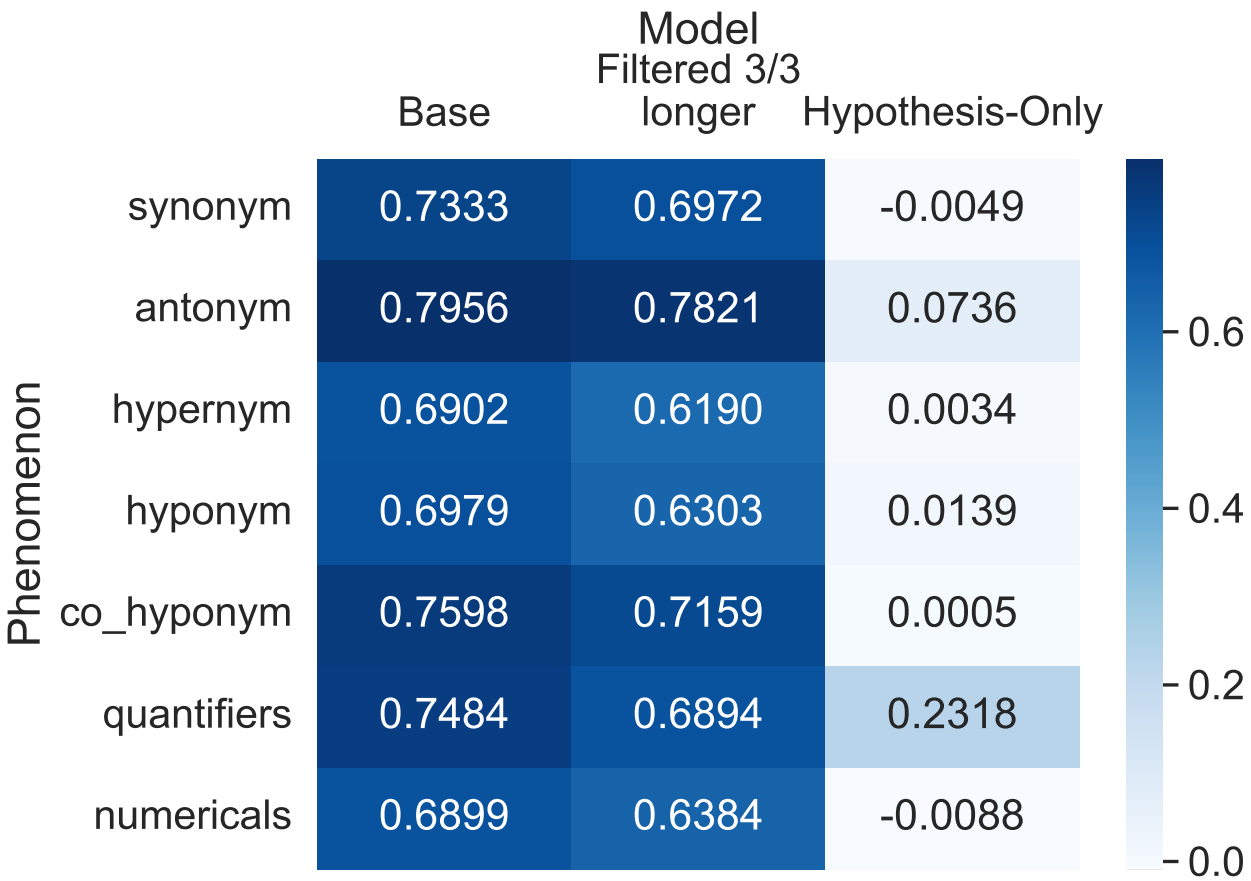 Model
Filtered 3/3
Base longer Hypothesis-Only
synonym 0.7333 0.6972 -0.0049
antonym 0.7956 0.7821 0.0736
hypernym 0.6902 0.6190 0.0034
hyponym 0.6979 0.6303 0.0139
co_hyponym 0.7598 0.7159 0.0005
quantifiers 0.7484 0.6894 0.2318
numericals 0.6899 0.6384 -0.0088
Phenomenon
0.6
0.4
0.2
0.0